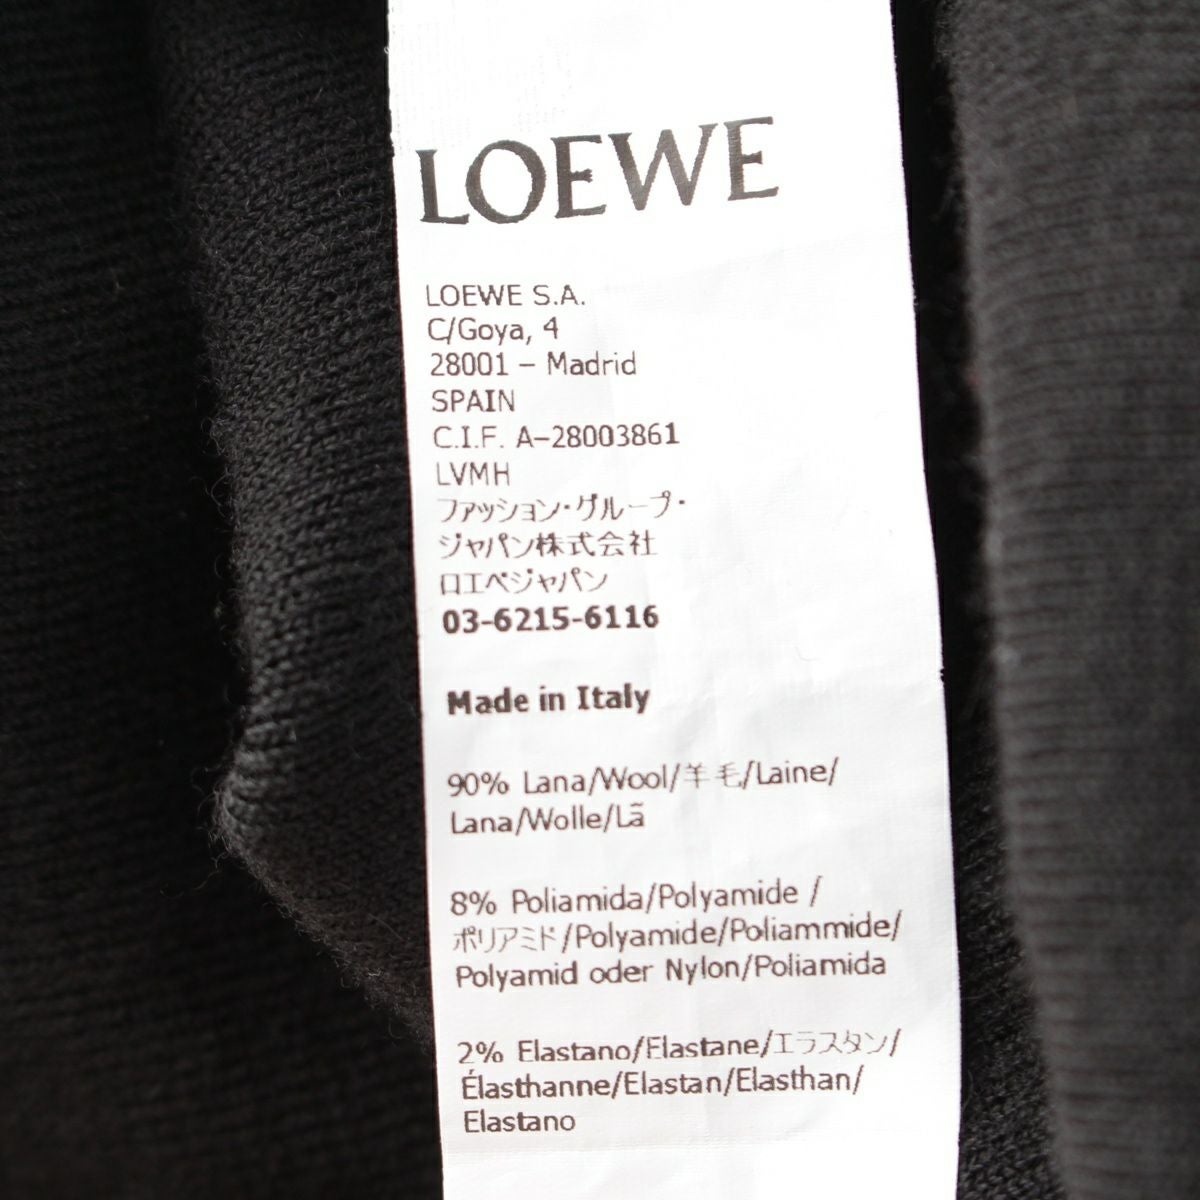 LOEWE
LOEWE S.A.
C/Goya, 4
28001 – Madrid
SPAIN
C.I.F. A–28003861
LVMH
ファッション・グループ・
ジャパン株式会社
ロエベジャパン
03-6215-6116
Made in Italy
90% Lana/Wool/羊毛/Laine/
Lana/Wolle/Lã
8% Poliamida/Polyamide /
ポリアミド/Polyamide/Poliammide/
Polyamid oder Nylon/Poliamida
2% Elastano/Elastane/エラスタン/
Élasthanne/Elastan/Elasthan/
Elastano